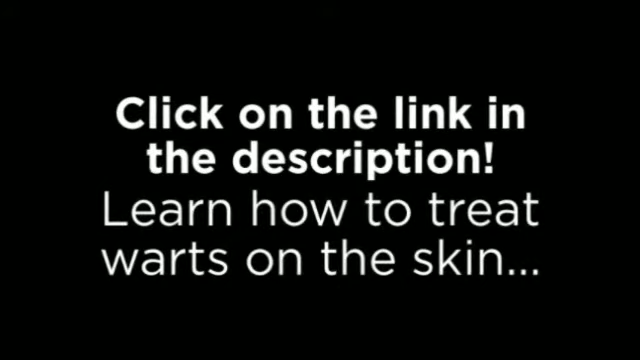 Click on the link in
the description!
Learn how to treat
warts on the skin...